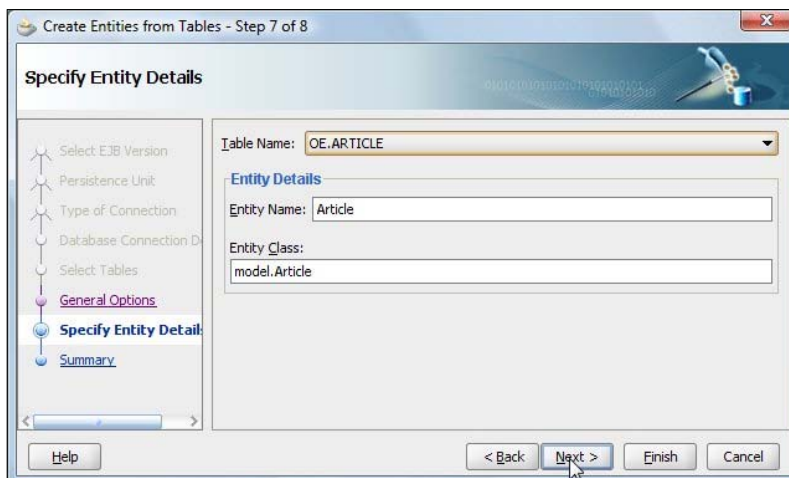 Create Entities from Tables - Step 7 of 8
Specify Entity Details
Select EJB Version
Persistence Unit
Type of Connection
Database Connection D
Select Tables
General Options
Specify Entity Detail
Summary
Table Name: OE.ARTICLE
Entity Details
Entity Name: Article
Entity Class:
model.Article
Help
< Back
Next >
Finish
Cancel